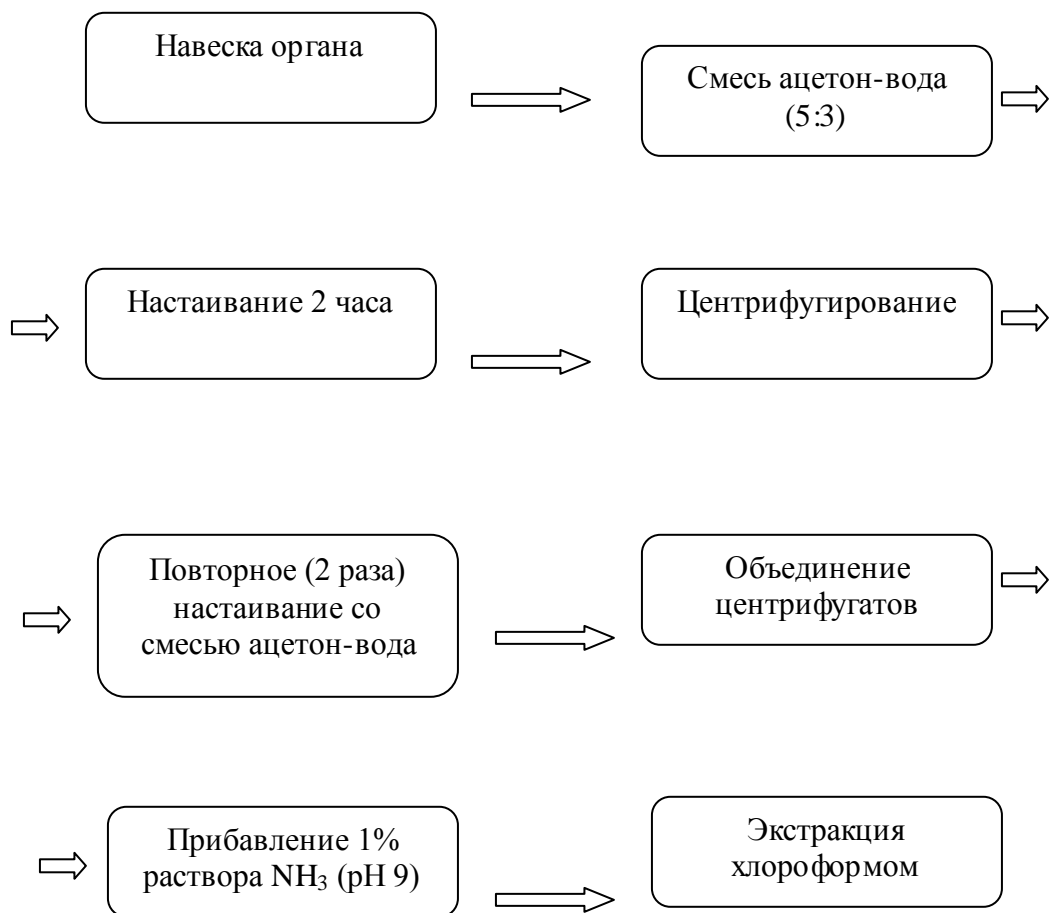 Навеска органа
Смесь ацетон-вода
(5:3)
Настаивание 2 часа
Центрифугирование
Повторное (2 раза)
настаивание со
смесью ацетон-вода
Объединение
центрифугатов
Прибавление 1%
раствора NH₃ (pH 9)
Экстракция
хлороформом